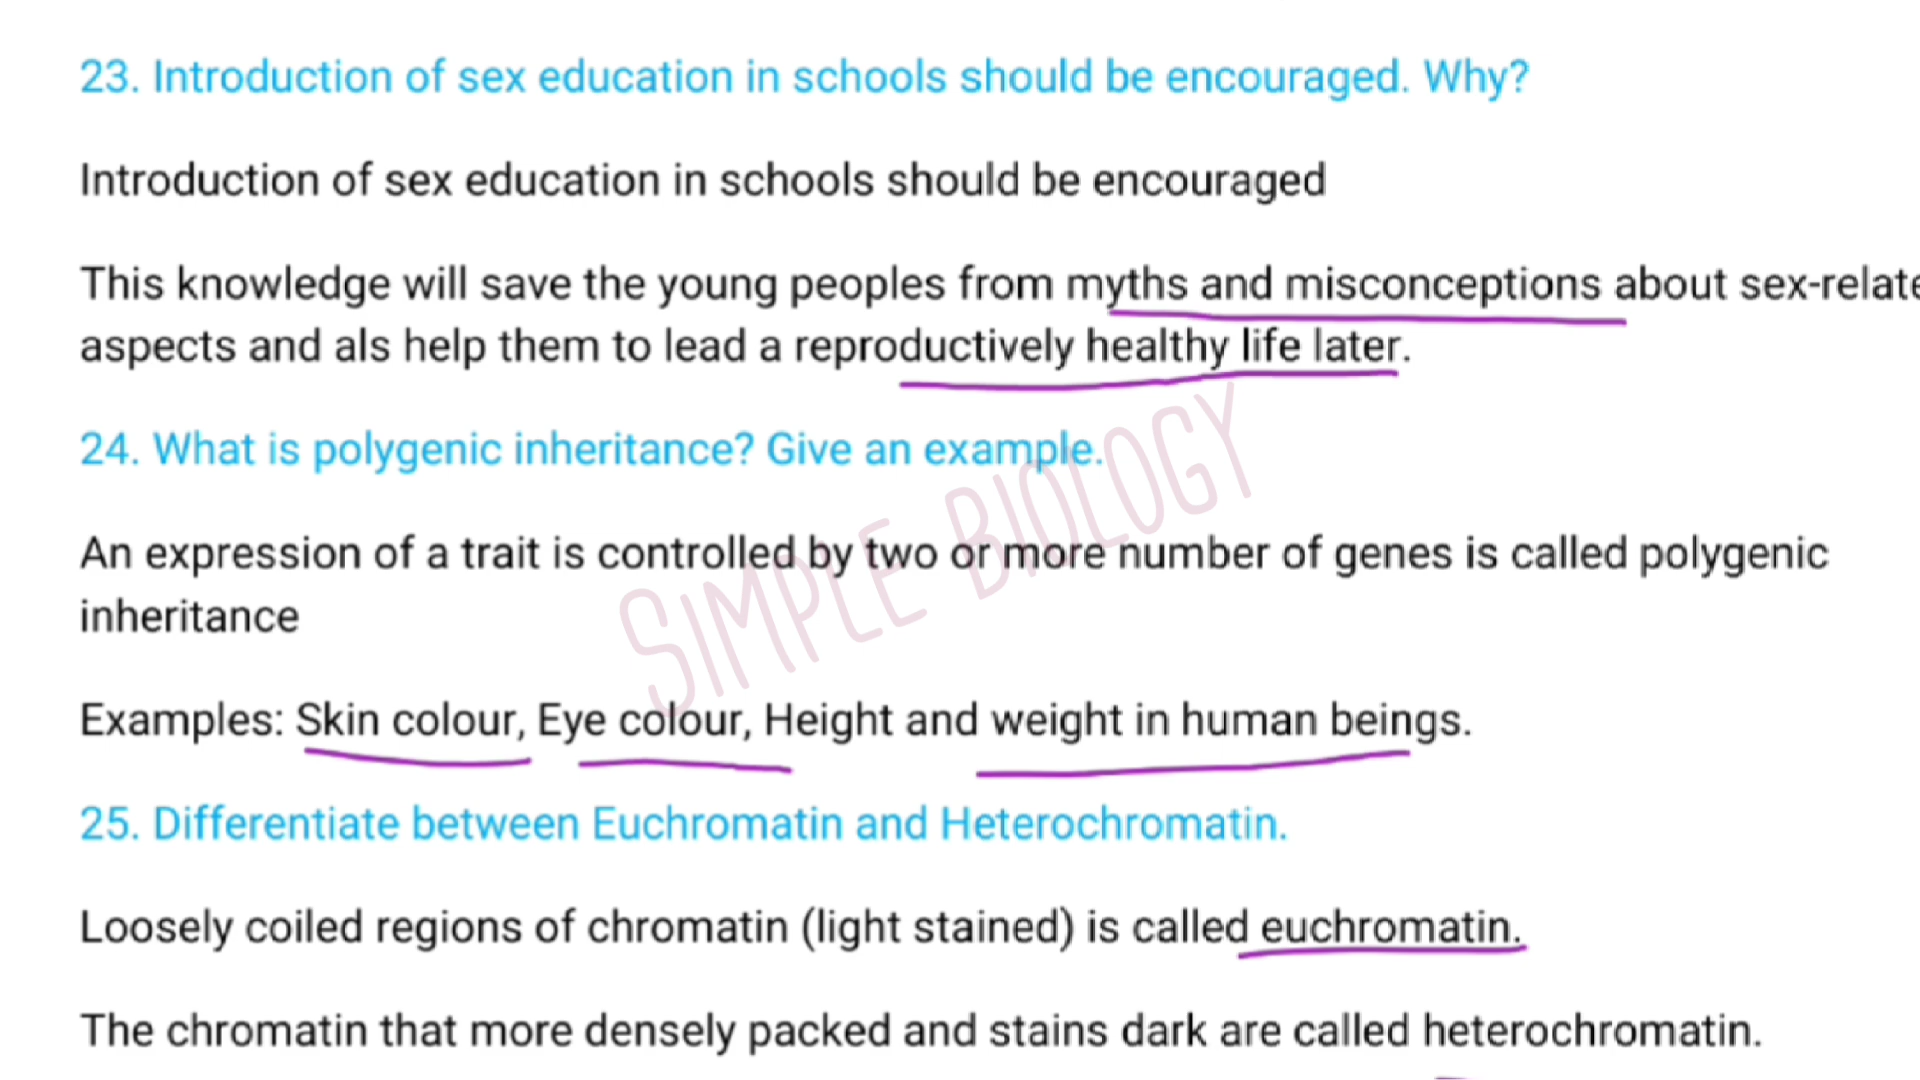 23. Introduction of sex education in schools should be encouraged. Why?
Introduction of sex education in schools should be encouraged
This knowledge will save the young peoples from myths and misconceptions about sex-relate
aspects and als help them to lead a reproductively healthy life later.
24. What is polygenic inheritance? Give an example.
An expression of a trait is controlled by two or more number of genes is called polygenic
inheritance
SIMPLE BIOLOGY
Examples: Skin colour, Eye colour, Height and weight in human beings.
25. Differentiate between Euchromatin and Heterochromatin.
Loosely coiled regions of chromatin (light stained) is called euchromatin.
The chromatin that more densely packed and stains dark are called heterochromatin.